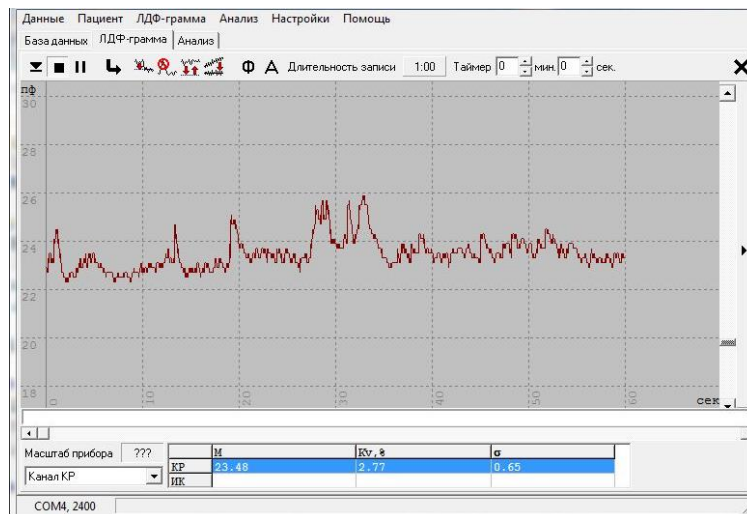 Данные Пациент ЛДФ-грамма Анализ Настройки Помощь
База данных ЛДФ-грамма Анализ
Ф А Длительность записи 1:00 Таймер 0 мин. 0 сек.
пф
30
28
26
24
22
20
18
0 10 20 30 40 50 60 сек
Масштаб прибора ??? M Kv,% σ
КР 23.48 2.77 0.65
Канал КР ИК
COM4, 2400